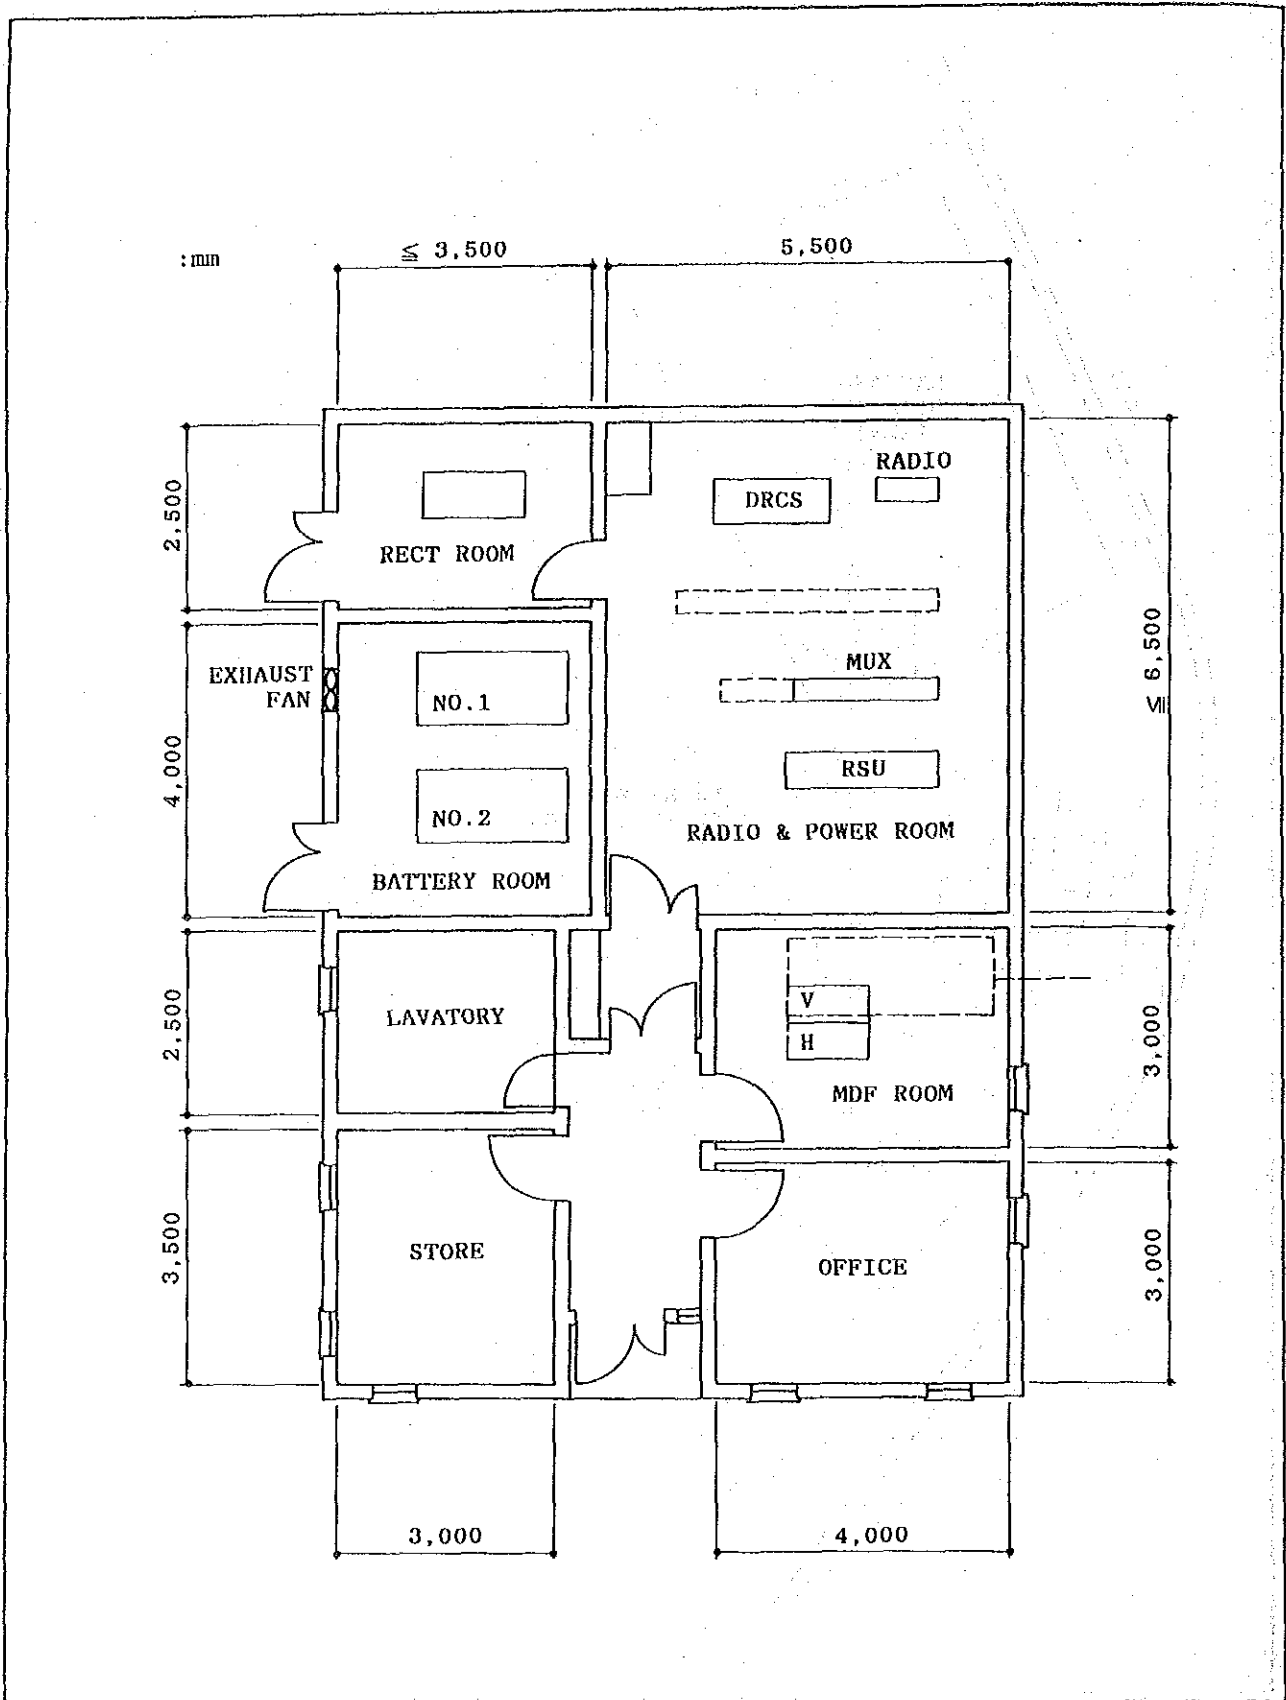 :mm
≦ 3,500
5,500
2,500
RADIO
DRCS
RECT ROOM
≦ 6,500
EXHAUST
FAN
NO.1
MUX
4,000
RSU
NO.2
RADIO & POWER ROOM
BATTERY ROOM
2,500
LAVATORY
V
H
3,000
MDF ROOM
3,500
STORE
OFFICE
3,000
3,000
4,000